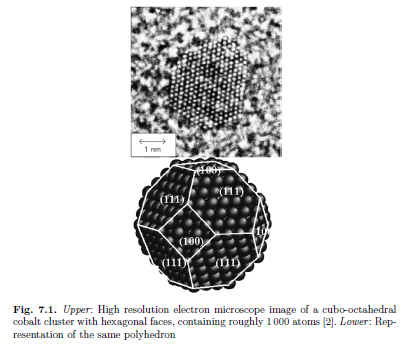 1 nm
(100)
(111)
(111)
(10
(100)
(111)
(111)
Fig. 7.1. Upper: High resolution electron microscope image of a cubo-octahedral
cobalt cluster with hexagonal faces, containing roughly 1 000 atoms [2]. Lower: Rep-
resentation of the same polyhedron